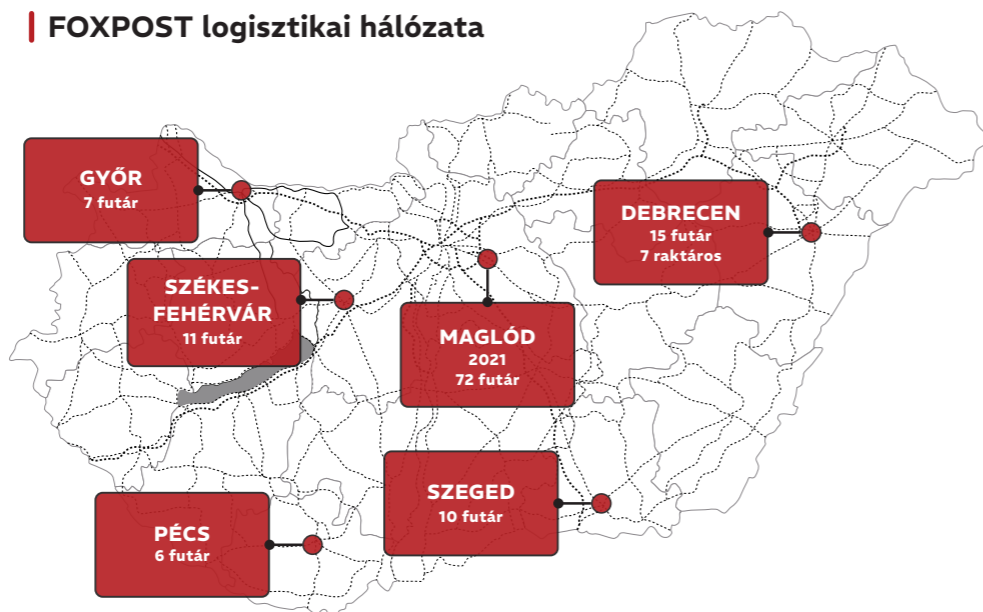 FOXPOST logisztikai hálózata
GYŐR
7 futár
SZÉKES-
FEHÉRVÁR
11 futár
MAGLÓD
2021
72 futár
DEBRECEN
15 futár
7 raktáros
SZEGED
10 futár
PÉCS
6 futár